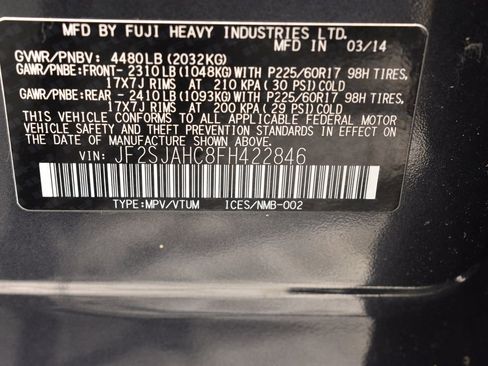 MFD BY FUJI HEAVY INDUSTRIES LTD.
MFD IN 03/14
GVWR/PNBV: 4480LB (2032KG)
GAWR/PNBE:FRONT- 2310LB (1048KG) WITH P225/60R17 98H TIRES,
17X7J RIMS AT 210 KPA (30 PSI) COLD
GAWR/PNBE:REAR - 2410LB (1093KG) WITH P225/60R17 98H TIRES,
17X7J RIMS AT 200 KPA (29 PSI) COLD
THIS VEHICLE CONFORMS TO ALL APPLICABLE FEDERAL MOTOR
VEHICLE SAFETY AND THEFT PREVENTION STANDARDS IN EFFECT
ON THE DATE OF MANUFACTURE SHOWN ABOVE.
VIN: JF2SJAHC8FH422846
TYPE:MPV/VTUM ICES/NMB-002